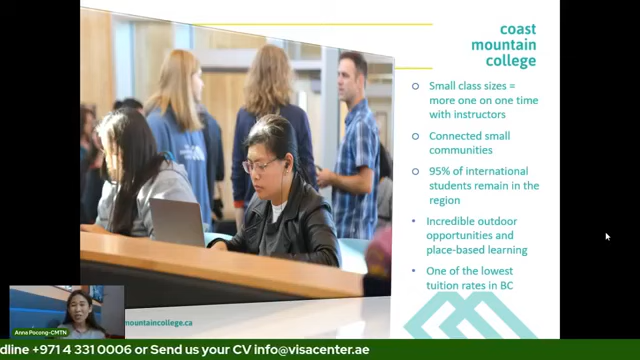 coast
mountain
college
Small class sizes =
more one on one time
with instructors
Connected small
communities
95% of international
students remain in the
region
Incredible outdoor
opportunities and
place-based learning
One of the lowest
tuition rates in BC
mountaincollege.ca
Anna Pocong-CMTN
dline +971 4 331 0006 or Send us your CV info@visacenter.ae